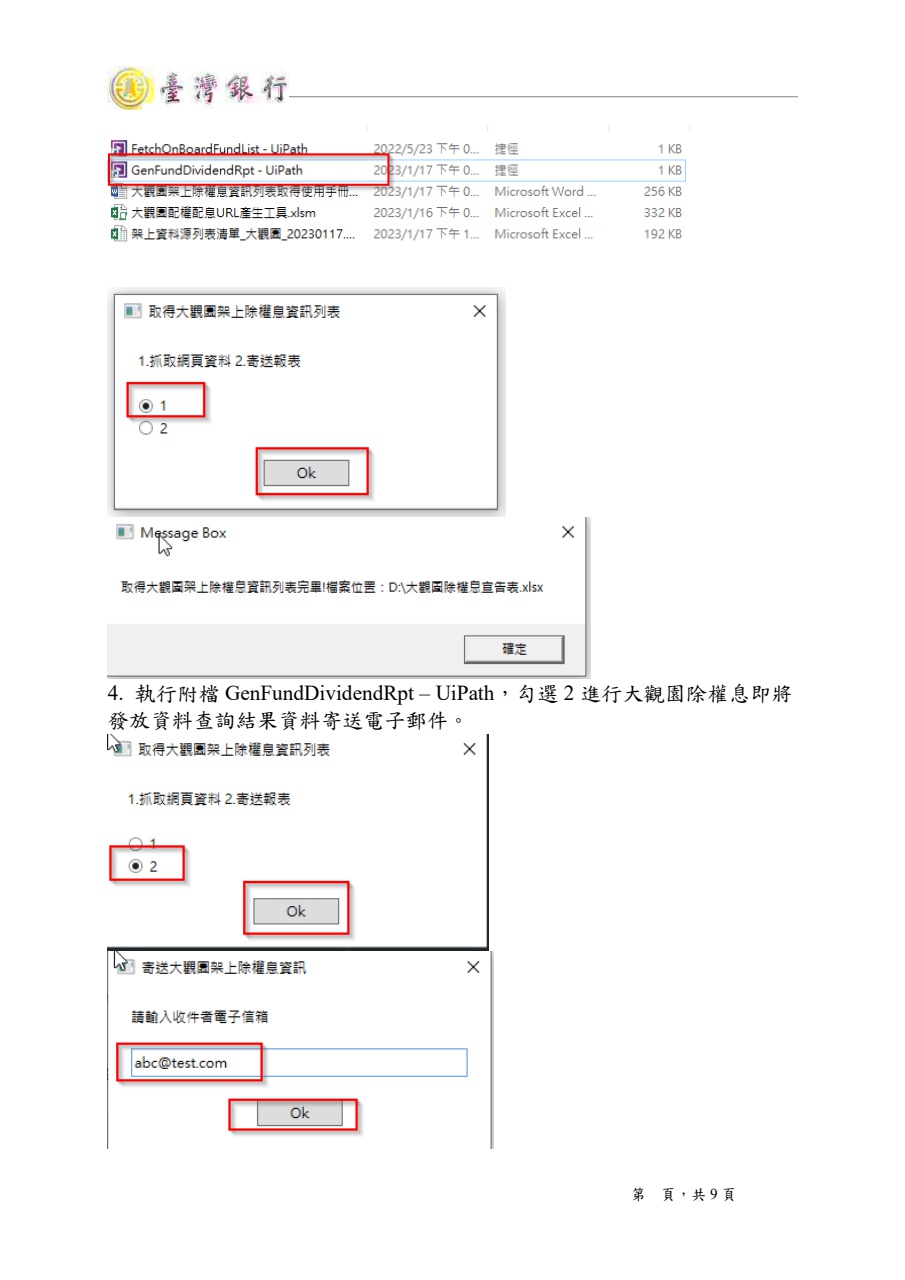 臺灣銀行
FetchOnBoardFundList - UiPath 2022/5/23 下午 0... 捷徑 1 KB
GenFundDividendRpt - UiPath 2023/1/17 下午 0... 捷徑 1 KB
大觀園架上除權息資訊列表取得使用手冊... 2023/1/17 下午 0... Microsoft Word ... 256 KB
大觀園配權配息URL產生工具.xlsm 2023/1/16 下午 0... Microsoft Excel ... 332 KB
架上資料源列表清單_大觀園_20230117.... 2023/1/17 下午 1... Microsoft Excel ... 192 KB
取得大觀園架上除權息資訊列表
1.抓取網頁資料 2.寄送報表
1
2
Ok
Message Box
取得大觀園架上除權息資訊列表完畢!檔案位置：D:\大觀園除權息宣告表.xlsx
確定
4. 執行附檔 GenFundDividendRpt – UiPath，勾選 2 進行大觀園除權息即將
發放資料查詢結果資料寄送電子郵件。
取得大觀園架上除權息資訊列表
1.抓取網頁資料 2.寄送報表
1
2
Ok
寄送大觀園架上除權息資訊
請輸入收件者電子信箱
abc@test.com
Ok
第 頁，共 9 頁